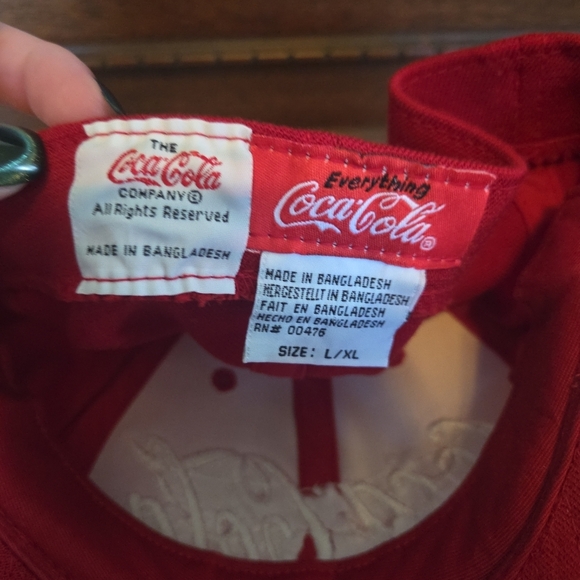 THE
Coca-Cola
COMPANY©
All Rights Reserved
MADE IN BANGLADESH
Everything
Coca-Cola®
MADE IN BANGLADESH
HERGESTELLT IN BANGLADESH
FAIT EN BANGLADESH
HECHO EN BANGLADESH
RN# 00476
SIZE: L/XL